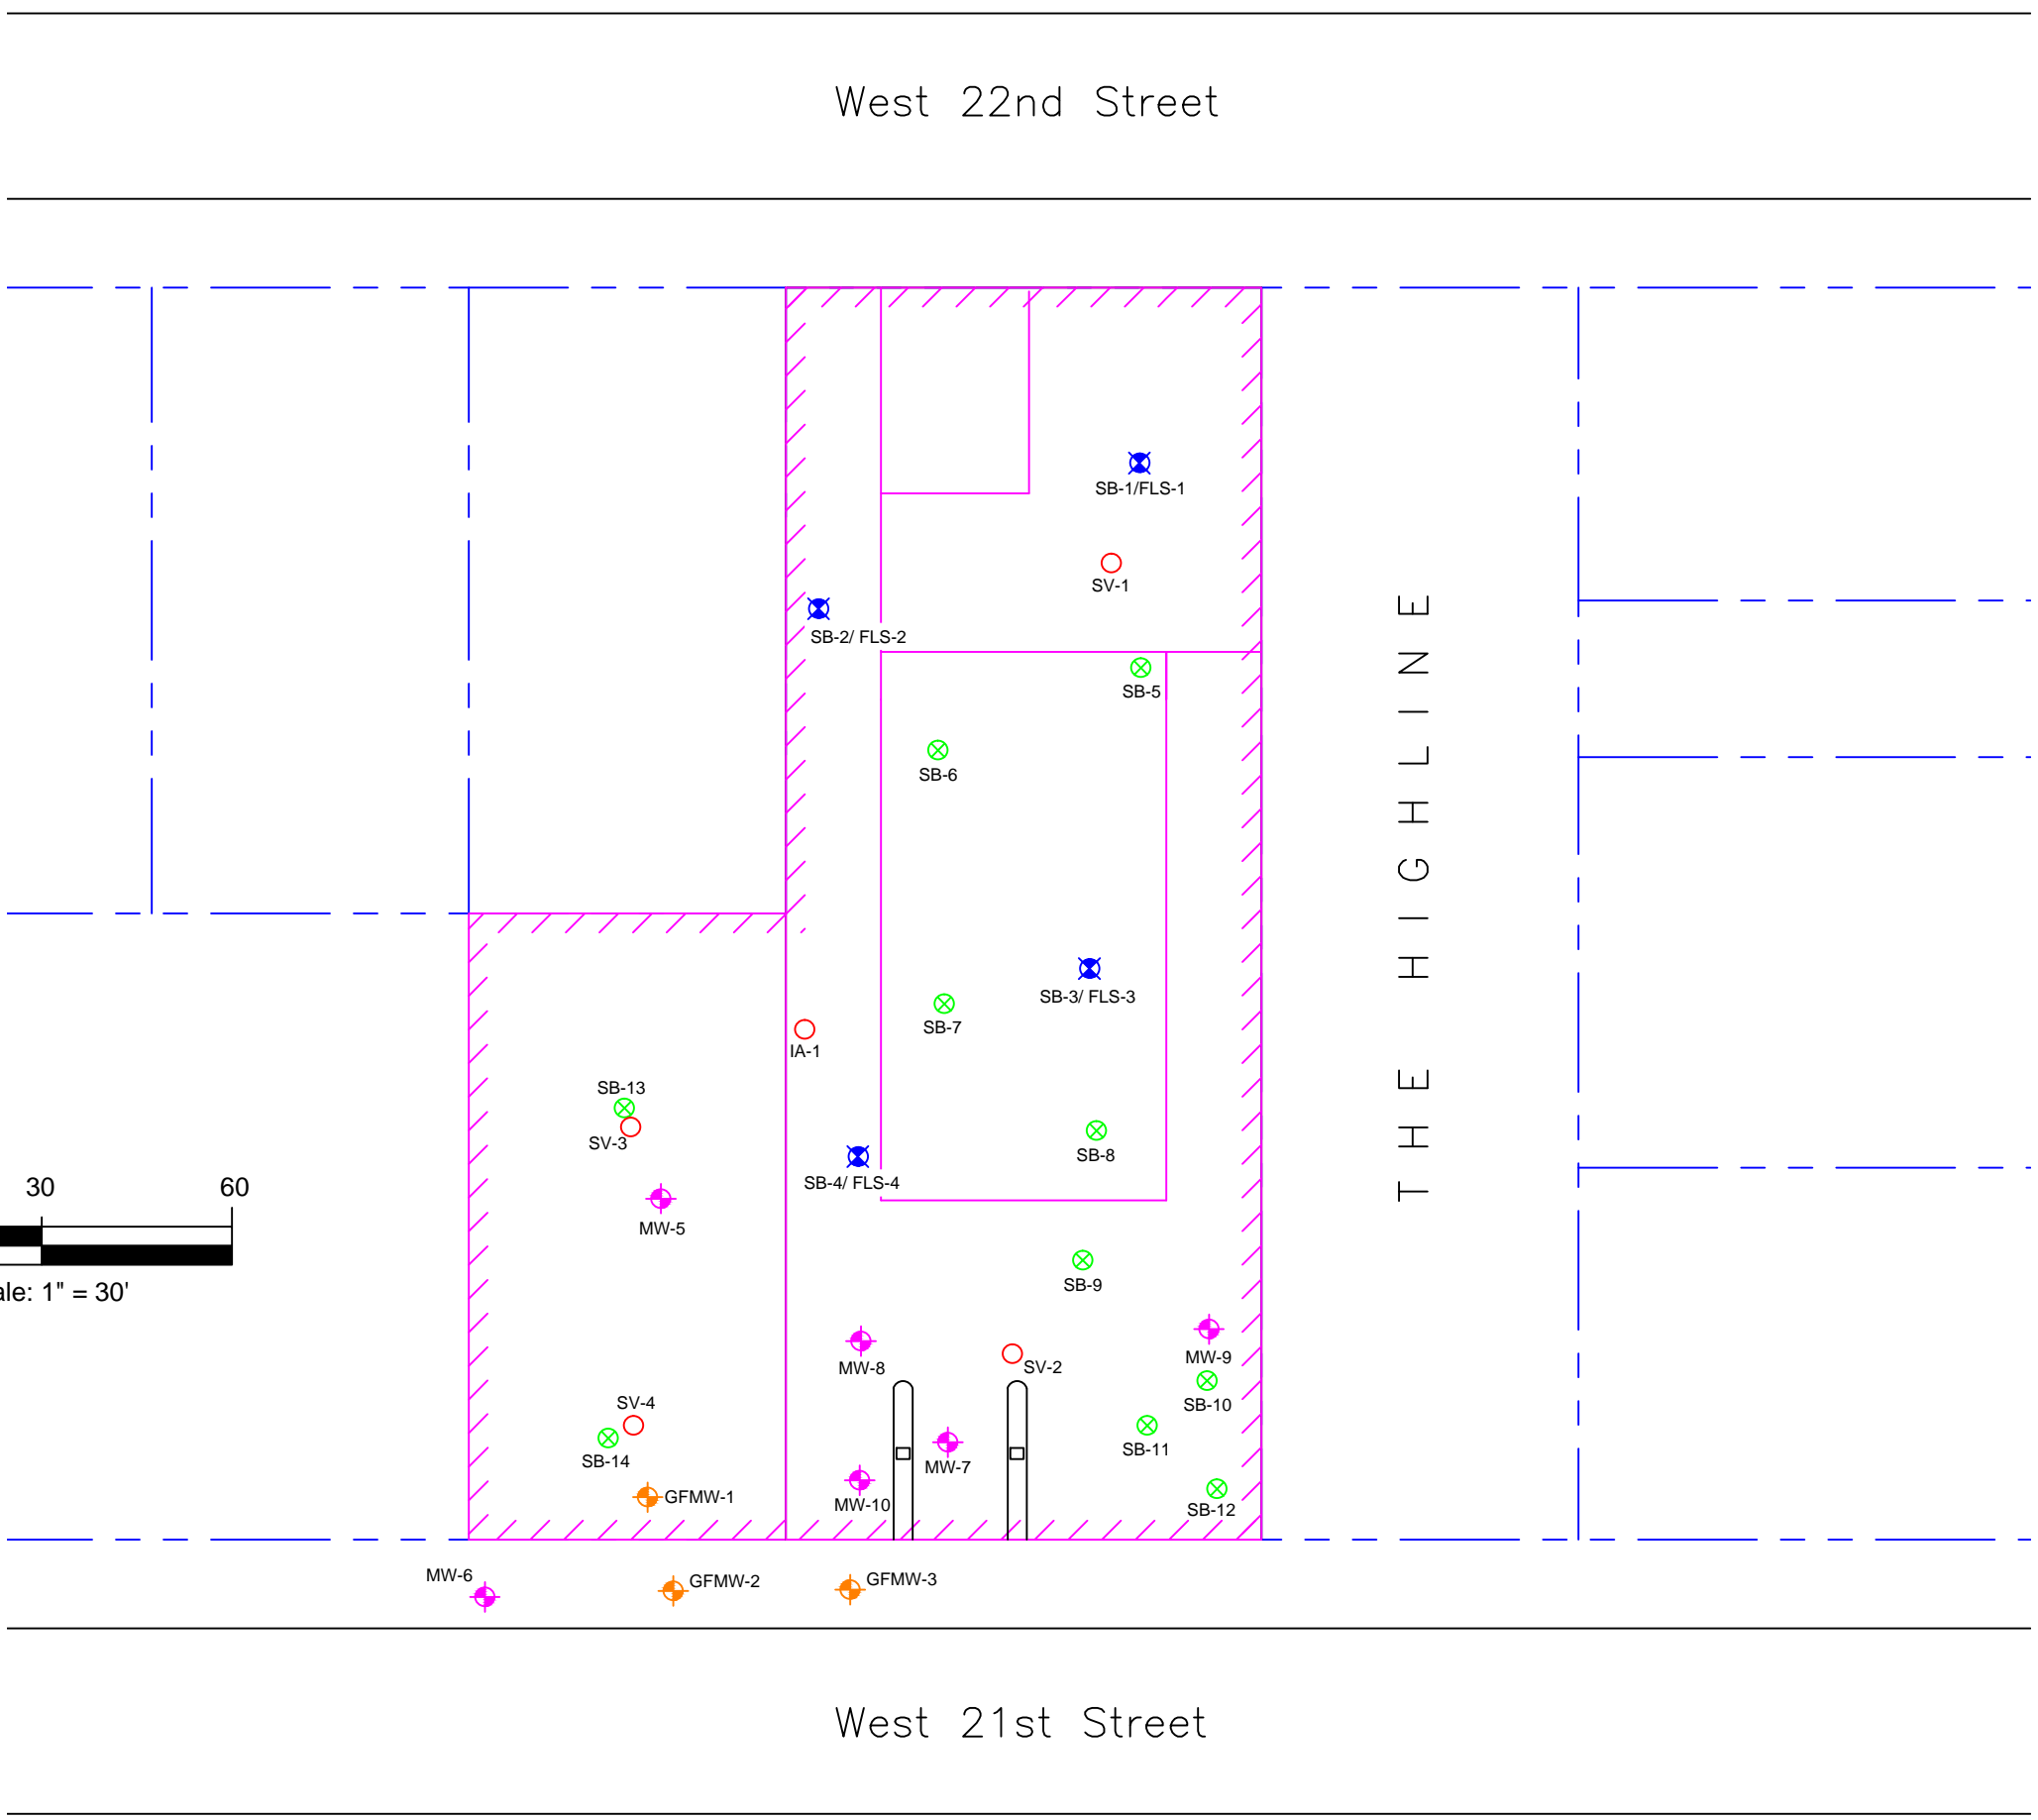 West 22nd Street
SB-1/FLS-1
SV-1
SB-2/ FLS-2
SB-5
SB-6
THE HIGHLINE
SB-3/ FLS-3
SB-7
IA-1
SB-13
SV-3
SB-8
SB-4/ FLS-4
30 60
MW-5
SB-9
ale: 1" = 30'
MW-9
MW-8
SV-2
SV-4
SB-10
SB-11
SB-14
MW-7
GFMW-1
MW-10
SB-12
MW-6
GFMW-2
GFMW-3
West 21st Street